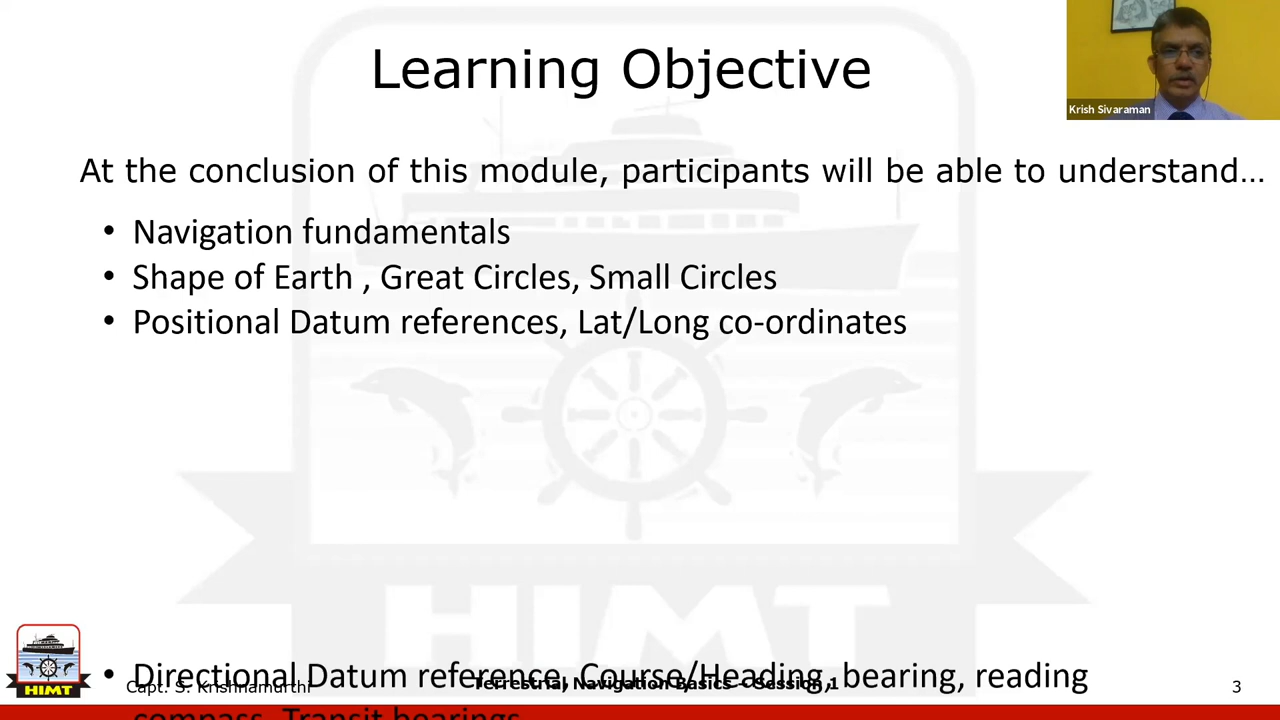 Learning Objective
Krish Sivaraman
At the conclusion of this module, participants will be able to understand…
• Navigation fundamentals
• Shape of Earth , Great Circles, Small Circles
• Positional Datum references, Lat/Long co-ordinates
HIMT
• Directional Datum reference, Course/Heading, bearing, reading
compass, Transit bearings
HIMT
Capt. S. Krishnamurthi
Terrestrial Navigation Basics - Session 1
3